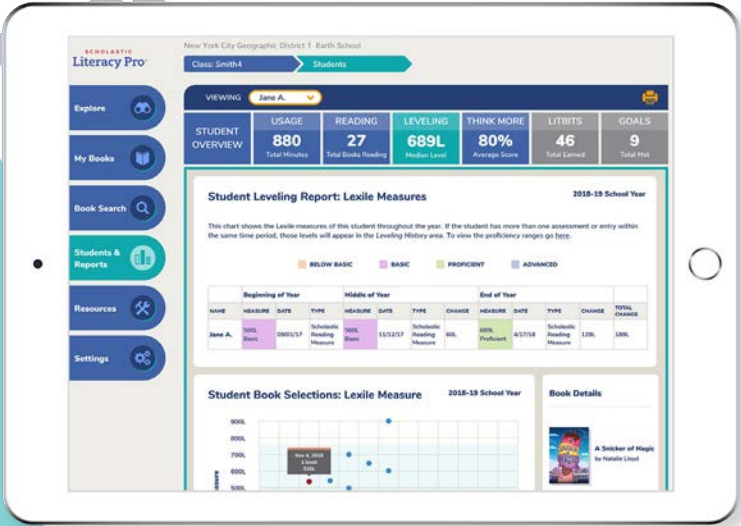 SCHOLASTIC
Literacy Pro
New York City Geographic District 1 Earth School
Class: Smith4
Students
Explore
My Books
Book Search
Students &
Reports
Resources
Settings
VIEWING
Jane A.
STUDENT
OVERVIEW
USAGE
880
Total Minutes
READING
27
Total Books Reading
LEVELING
689L
Median Level
THINK MORE
80%
Average Score
LITBITS
46
Total Earned
GOALS
9
Total Met
Student Leveling Report: Lexile Measures
2018-19 School Year
This chart shows the Lexile measures of this student throughout the year. If the student has more than one assessment or entry within
the same time period, those levels will appear in the Leveling History area. To view the proficiency ranges go here.
BELOW BASIC
BASIC
PROFICIENT
ADVANCED
Beginning of Year
Middle of Year
End of Year
NAME MEASURE DATE TYPE MEASURE DATE TYPE CHANGE MEASURE DATE TYPE CHANGE TOTAL
CHANGE
Jane A. 500L 09/01/17 Scholastic 11/12/17 Scholastic 60L 689L 4/17/18 Scholastic 129L 189L
Basic Reading Basic Reading Proficient Reading
Measure Measure Measure
Student Book Selections: Lexile Measure
2018-19 School Year
900L
800L
700L
600L
500L
Nov 4, 2018
1 book
520L
Book Details
A Snicker of Magic
by Natalie Lloyd